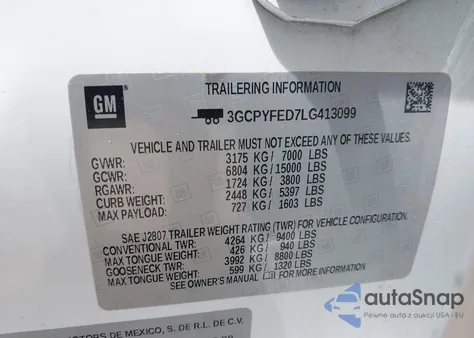 TRAILERING INFORMATION
GM
3GCPYFED7LG413099
VEHICLE AND TRAILER MUST NOT EXCEED ANY OF THESE VALUES.
GVWR: 3175 KG / 7000 LBS
GCWR: 6804 KG / 15000 LBS
RGAWR: 1724 KG / 3800 LBS
CURB WEIGHT: 2448 KG / 5397 LBS
MAX PAYLOAD: 727 KG / 1603 LBS
SAE J2807 TRAILER WEIGHT RATING (TWR) FOR VEHICLE CONFIGURATION.
CONVENTIONAL TWR: 4264 KG / 9400 LBS
MAX TONGUE WEIGHT: 426 KG / 940 LBS
GOOSENECK TWR: 3992 KG / 8800 LBS
MAX TONGUE WEIGHT: 599 KG / 1320 LBS
SEE OWNER'S MANUAL FOR MORE INFORMATION.
TORS DE MEXICO, S. DE R.L. DE C.V.
autoSnap
Pewne auta z aukcji USA i EU